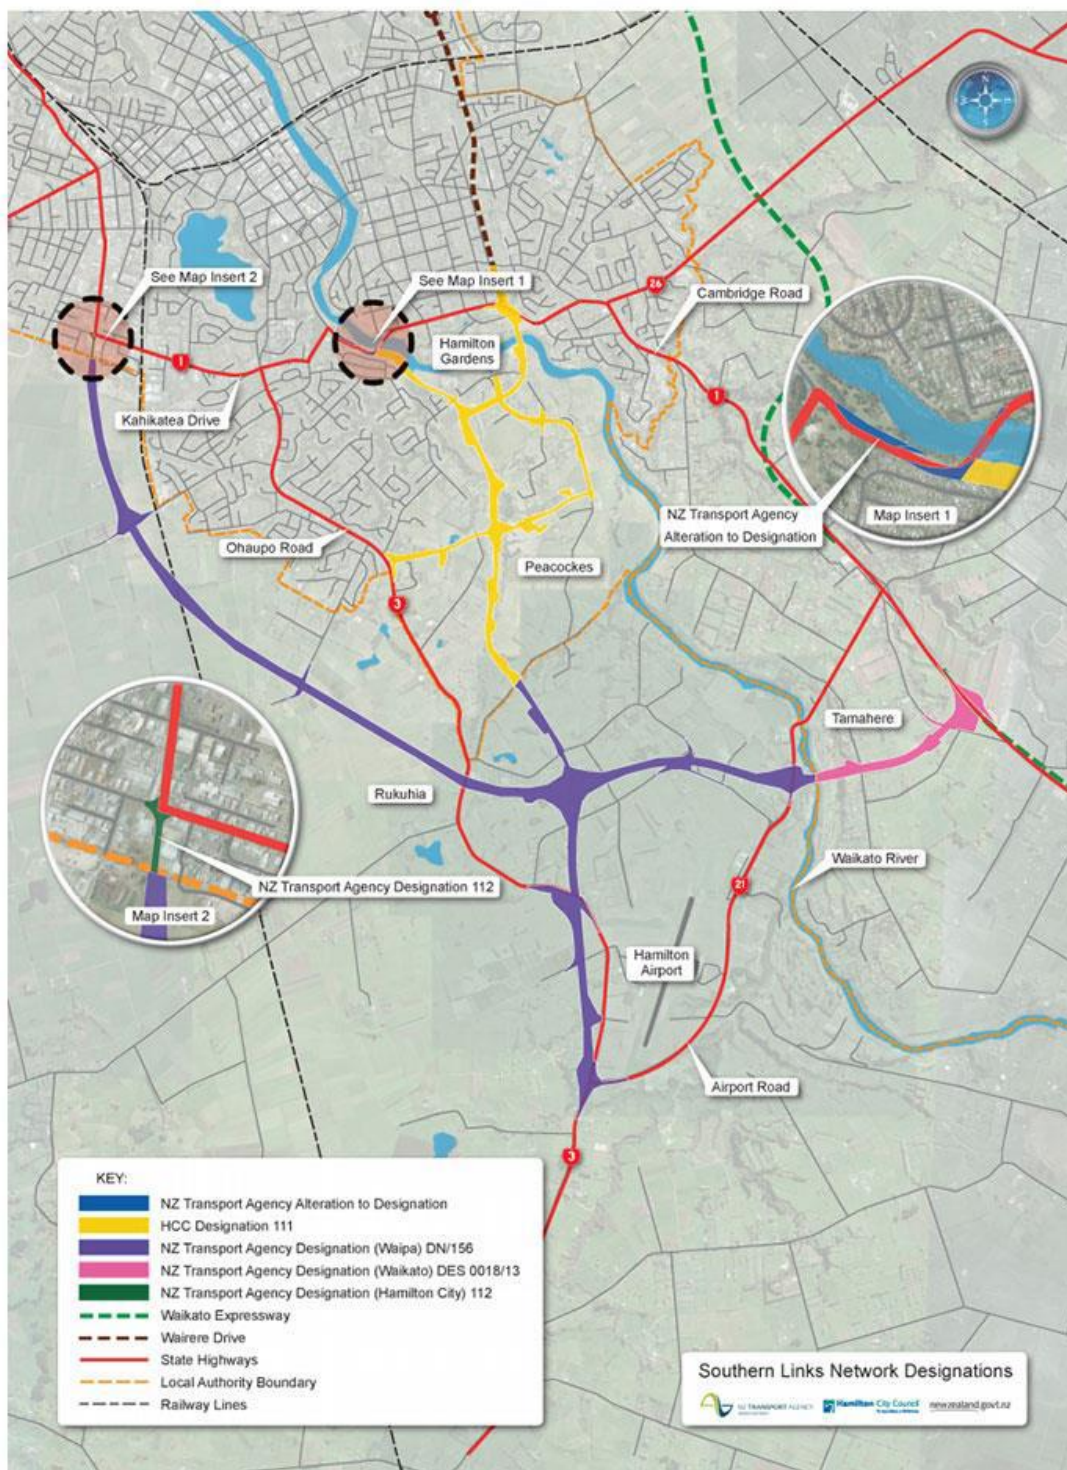 N
W
S
See Map Insert 2
See Map Insert 1
26
Cambridge Road
Hamilton
Gardens
1
Kahikatea Drive
1
NZ Transport Agency
Alteration to Designation
Map Insert 1
Ohaupo Road
Peacockes
3
Tamahere
Rukuhia
Waikato River
NZ Transport Agency Designation 112
Map Insert 2
21
Hamilton
Airport
Airport Road
3
KEY:
NZ Transport Agency Alteration to Designation
HCC Designation 111
NZ Transport Agency Designation (Waipa) DN/156
NZ Transport Agency Designation (Waikato) DES 0018/13
NZ Transport Agency Designation (Hamilton City) 112
Waikato Expressway
Wairere Drive
State Highways
Local Authority Boundary
Railway Lines
Southern Links Network Designations
NZ TRANSPORT AGENCY
Hamilton City Council
newzealand.govt.nz